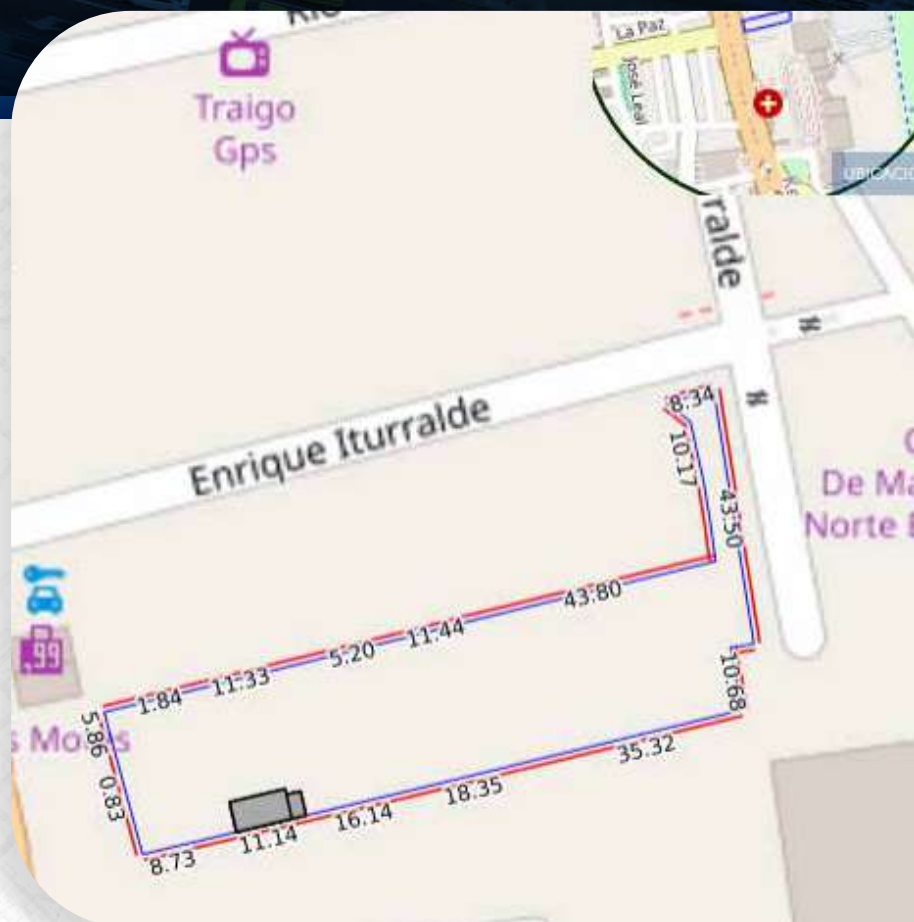 La Paz
José Leal
Traigo
Gps
rralde
Enrique Iturralde
8.34
10.17
43.50
De Ma
Norte
43.80
11.44
5.20
11.33
1.84
.99
5.86
0.83
10.68
35.32
18.35
16.14
11.14
8.73